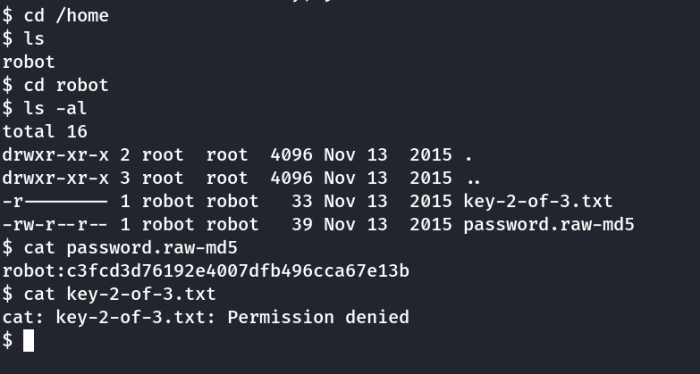 $ cd /home
$ ls
robot
$ cd robot
$ ls -al
total 16
drwxr-xr-x 2 root  root  4096 Nov 13  2015 .
drwxr-xr-x 3 root  root  4096 Nov 13  2015 ..
-r-------- 1 robot robot   33 Nov 13  2015 key-2-of-3.txt
-rw-r--r-- 1 robot robot   39 Nov 13  2015 password.raw-md5
$ cat password.raw-md5
robot:c3fcd3d76192e4007dfb496cca67e13b
$ cat key-2-of-3.txt
cat: key-2-of-3.txt: Permission denied
$